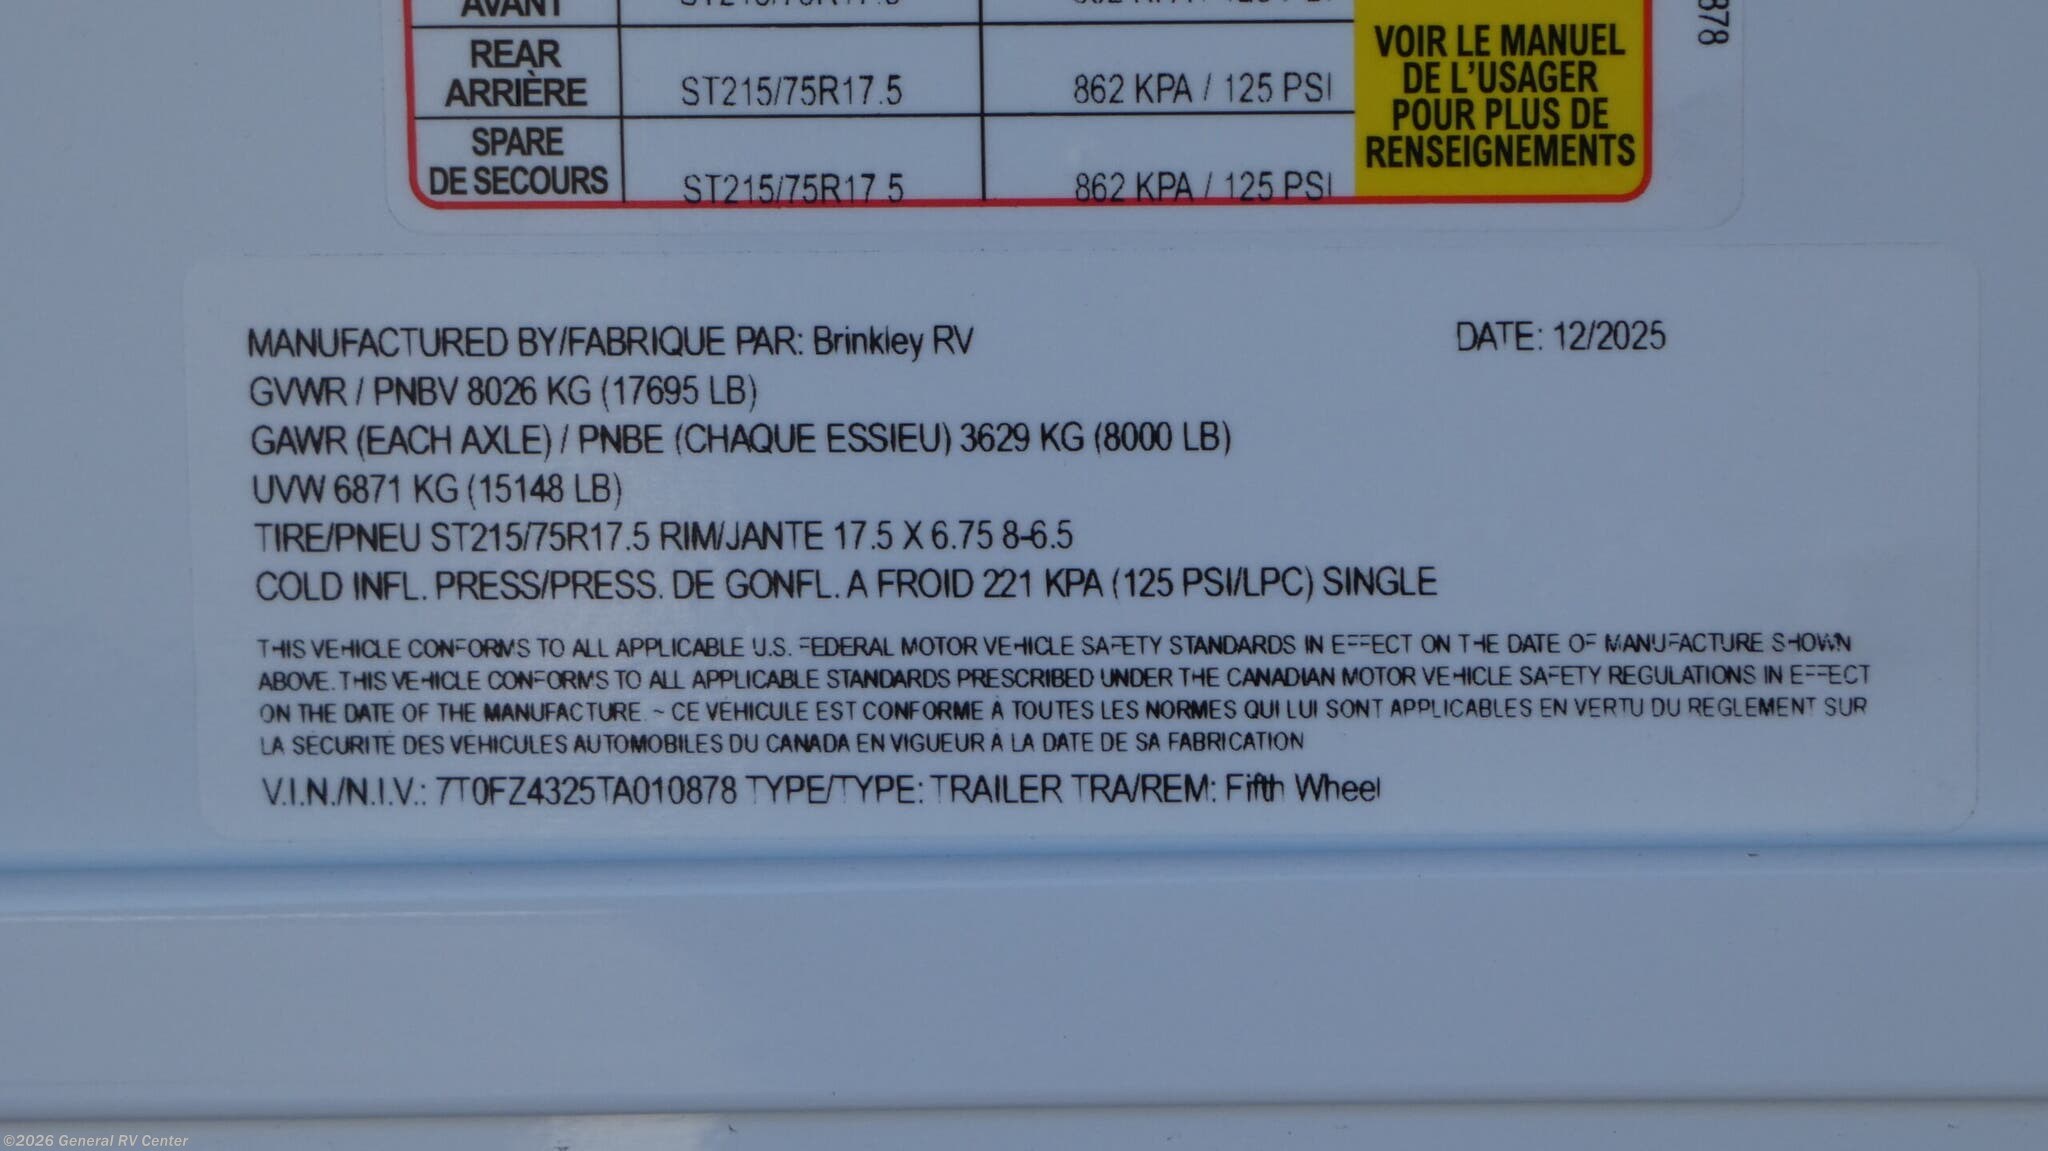 AVANT
REAR
ARRIÈRE
ST215/75R17.5
862 KPA / 125 PSI
SPARE
DE SECOURS
ST215/75R17.5
862 KPA / 125 PSI
VOIR LE MANUEL
DE L'USAGER
POUR PLUS DE
RENSEIGNEMENTS
878
MANUFACTURED BY/FABRIQUE PAR: Brinkley RV
DATE: 12/2025
GVWR / PNBV 8026 KG (17695 LB)
GAWR (EACH AXLE) / PNBE (CHAQUE ESSIEU) 3629 KG (8000 LB)
UVW 6871 KG (15148 LB)
TIRE/PNEU ST215/75R17.5 RIM/JANTE 17.5 X 6.75 8-6.5
COLD INFL. PRESS/PRESS. DE GONFL. A FROID 221 KPA (125 PSI/LPC) SINGLE
THIS VEHICLE CONFORMS TO ALL APPLICABLE U.S. FEDERAL MOTOR VEHICLE SAFETY STANDARDS IN EFFECT ON THE DATE OF MANUFACTURE SHOWN
ABOVE. THIS VEHICLE CONFORMS TO ALL APPLICABLE STANDARDS PRESCRIBED UNDER THE CANADIAN MOTOR VEHICLE SAFETY REGULATIONS IN EFFECT
ON THE DATE OF THE MANUFACTURE. ~ CE VÉHICULE EST CONFORME À TOUTES LES NORMES QUI LUI SONT APPLICABLES EN VERTU DU RÈGLEMENT SUR
LA SÉCURITÉ DES VÉHICULES AUTOMOBILES DU CANADA EN VIGUEUR À LA DATE DE SA FABRICATION
V.I.N./N.I.V.: 7T0FZ4325TA010878 TYPE/TYPE: TRAILER TRA/REM: Fifth Wheel
©2026 General RV Center